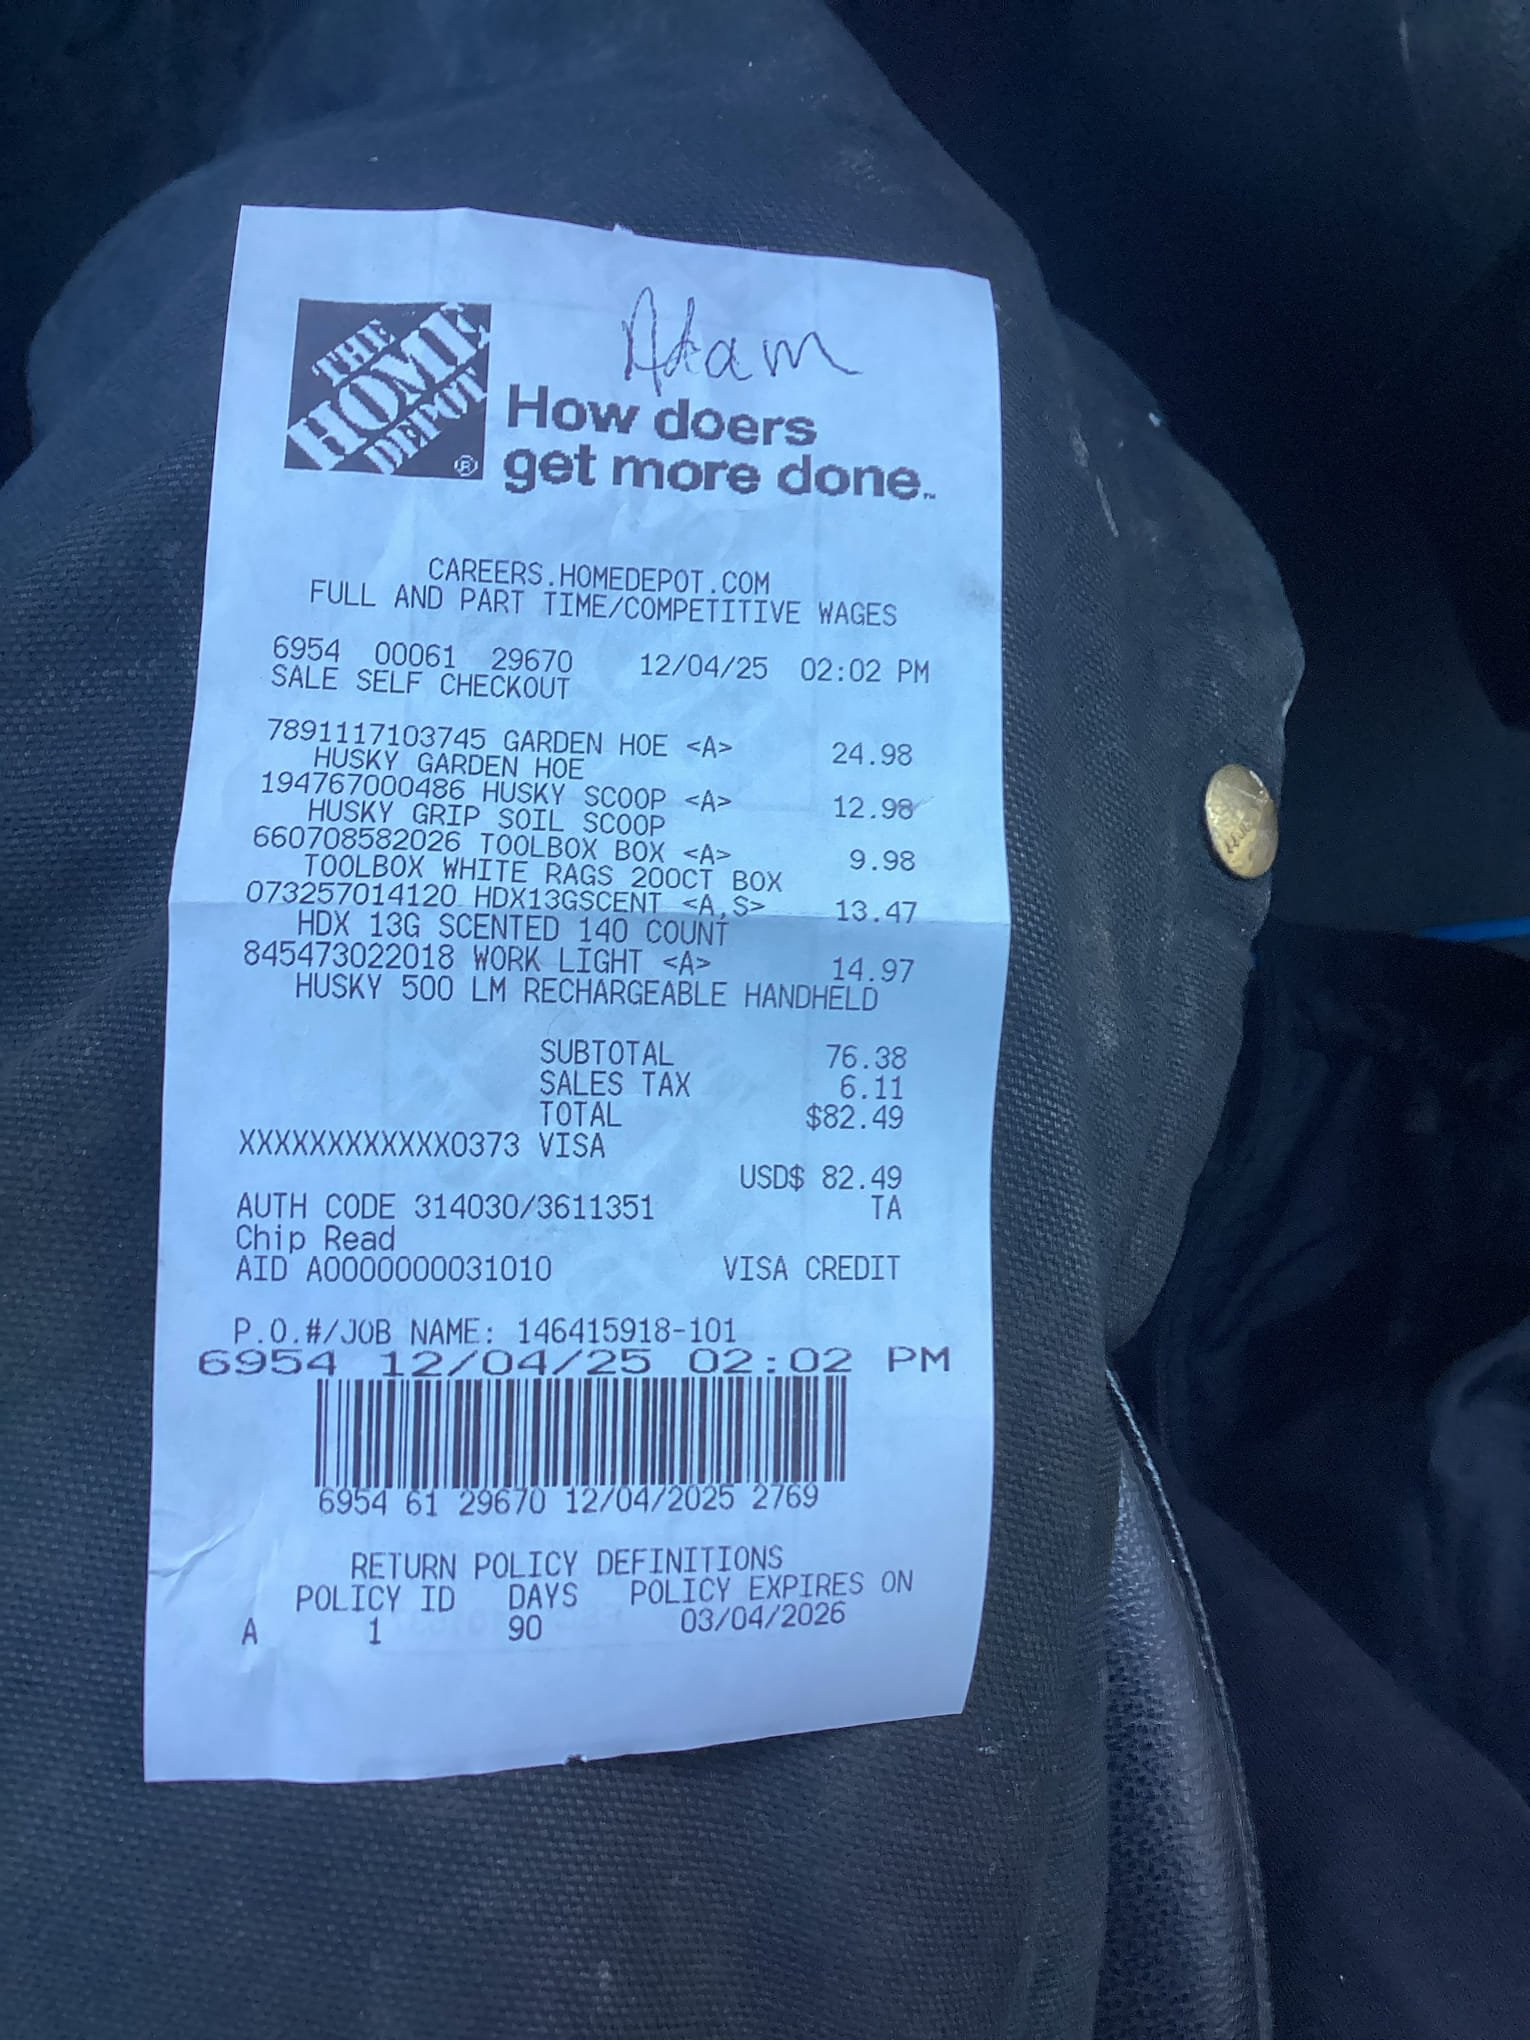 Adam
THE
HOME
DEPOT
®
How doers
get more done.™
CAREERS.HOMEDEPOT.COM
FULL AND PART TIME/COMPETITIVE WAGES
6954 00061 29670 12/04/25 02:02 PM
SALE SELF CHECKOUT
7891117103745 GARDEN HOE <A> 24.98
HUSKY GARDEN HOE
194767000486 HUSKY SCOOP <A> 12.98
HUSKY GRIP SOIL SCOOP
660708582026 TOOLBOX BOX <A> 9.98
TOOLBOX WHITE RAGS 200CT BOX
073257014120 HDX13GSCENT <A,S> 13.47
HDX 13G SCENTED 140 COUNT
845473022018 WORK LIGHT <A> 14.97
HUSKY 500 LM RECHARGEABLE HANDHELD
SUBTOTAL 76.38
SALES TAX 6.11
TOTAL $82.49
XXXXXXXXXXXX0373 VISA
USD$ 82.49
AUTH CODE 314030/3611351 TA
Chip Read
AID A0000000031010 VISA CREDIT
P.O.#/JOB NAME: 146415918-101
6954 12/04/25 02:02 PM
6954 61 29670 12/04/2025 2769
RETURN POLICY DEFINITIONS
POLICY ID DAYS POLICY EXPIRES ON
A 1 90 03/04/2026